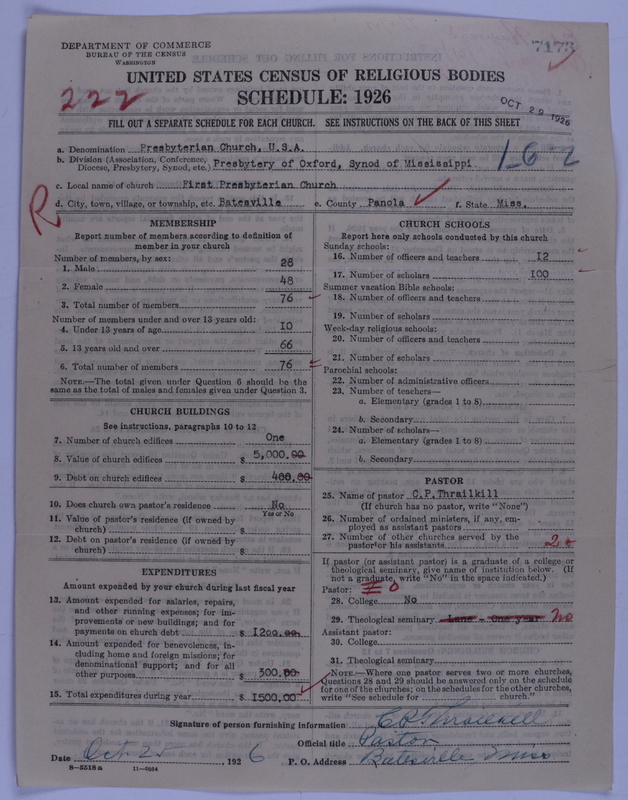 DEPARTMENT OF COMMERCE
BUREAU OF THE CENSUS
WASHINGTON
7173
UNITED STATES CENSUS OF RELIGIOUS BODIES
222
SCHEDULE: 1926
OCT 29 1926
FILL OUT A SEPARATE SCHEDULE FOR EACH CHURCH. SEE INSTRUCTIONS ON THE BACK OF THIS SHEET
a. Denomination Presbyterian Church, U.S.A.
b. Division (Association, Conference, Diocese, Presbytery, Synod, etc.) Presbytery of Oxford, Synod of Mississippi
1-62
c. Local name of church First Presbyterian Church
R
d. City, town, village, or township, etc. Batesville e. County Panola f. State Miss.
MEMBERSHIP
Report number of members according to definition of
member in your church
Number of members, by sex:
1. Male 28
2. Female 48
3. Total number of members 76
Number of members under and over 13 years old:
4. Under 13 years of age 10
5. 13 years old and over 66
6. Total number of members 76
NOTE.—The total given under Question 6 should be the
same as the total of males and females given under Question 3.
CHURCH BUILDINGS
See instructions, paragraphs 10 to 12
7. Number of church edifices One
8. Value of church edifices $ 5,000.00
9. Debt on church edifices $ 400.00
10. Does church own pastor's residence No
Yes or No
11. Value of pastor's residence (if owned by
church) $
12. Debt on pastor's residence (if owned by
church) $
EXPENDITURES
Amount expended by your church during last fiscal year
13. Amount expended for salaries, repairs,
and other running expenses; for im-
provements or new buildings; and for
payments on church debt $ 1200.00
14. Amount expended for benevolences, in-
cluding home and foreign missions; for
denominational support; and for all
other purposes $ 300.00
15. Total expenditures during year $ 1500.00
CHURCH SCHOOLS
Report here only schools conducted by this church
Sunday schools:
16. Number of officers and teachers 12
17. Number of scholars 100
Summer vacation Bible schools:
18. Number of officers and teachers
19. Number of scholars
Week-day religious schools:
20. Number of officers and teachers
21. Number of scholars
Parochial schools:
22. Number of administrative officers
23. Number of teachers—
a. Elementary (grades 1 to 8)
b. Secondary
24. Number of scholars—
a. Elementary (grades 1 to 8)
b. Secondary
PASTOR
25. Name of pastor C.P. Thrailkill
(If church has no pastor, write "None")
26. Number of ordained ministers, if any, em-
ployed as assistant pastors
27. Number of other churches served by the
pastor or his assistants 2
If pastor (or assistant pastor) is a graduate of a college or
theological seminary, give name of institution below. (If
not a graduate, write "No" in the space indicated.)
Pastor: 0
28. College No
29. Theological seminary Lane - One year No
Assistant pastor:
30. College
31. Theological seminary
NOTE.—Where one pastor serves two or more churches,
Questions 28 and 29 should be answered only on the schedule
for one of the churches; on the schedules for the other churches,
write "See schedule for church."
Signature of person furnishing information C P Thrailkill
Official title Pastor
Date Oct 2 1926 P. O. Address Batesville Miss
8-5518a 11-9034